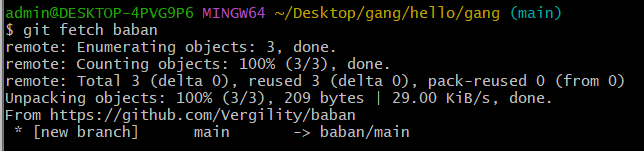 admin@DESKTOP-4PVG9P6 MINGW64 ~/Desktop/gang/hello/gang (main)
$ git fetch baban
remote: Enumerating objects: 3, done.
remote: Counting objects: 100% (3/3), done.
remote: Total 3 (delta 0), reused 3 (delta 0), pack-reused 0 (from 0)
Unpacking objects: 100% (3/3), 209 bytes | 29.00 KiB/s, done.
From https://github.com/Vergility/baban
 * [new branch]      main       -> baban/main